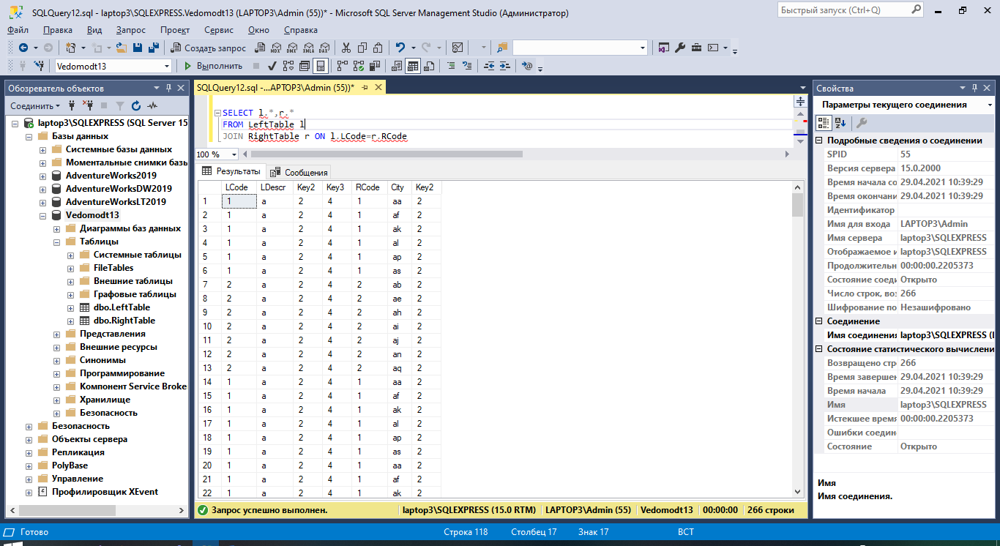 SQLQuery12.sql - laptop3\SQLEXPRESS.Vedomodt13 (LAPTOP3\Admin (55))* - Microsoft SQL Server Management Studio (Администратор)
Быстрый запуск (Ctrl+Q)
Файл Правка Вид Запрос Проект Сервис Окно Справка
Создать запрос MDX DMX XMLA DAX
Vedomodt13 Выполнить
Обозреватель объектов
Соединить
laptop3\SQLEXPRESS (SQL Server 15
Базы данных
Системные базы данных
Моментальные снимки базы
AdventureWorks2019
AdventureWorksDW2019
AdventureWorksLT2019
Vedomodt13
Диаграммы баз данных
Таблицы
Системные таблицы
FileTables
Внешние таблицы
Графовые таблицы
dbo.LeftTable
dbo.RightTable
Представления
Внешние ресурсы
Синонимы
Программирование
Компонент Service Broke
Хранилище
Безопасность
Безопасность
Объекты сервера
Репликация
PolyBase
Управление
Профилировщик XEvent
SQLQuery12.sql -...APTOP3\Admin (55))*
SELECT l.*,r.*
FROM LeftTable l
JOIN RightTable r ON l.LCode=r.RCode
100 %
Результаты Сообщения
LCode LDescr Key2 Key3 RCode City Key2
1 1 a 2 4 1 aa 2
2 1 a 2 4 1 af 2
3 1 a 2 4 1 ak 2
4 1 a 2 4 1 al 2
5 1 a 2 4 1 ap 2
6 1 a 2 4 1 as 2
7 2 a 2 4 2 ab 2
8 2 a 2 4 2 ae 2
9 2 a 2 4 2 ah 2
10 2 a 2 4 2 ai 2
11 2 a 2 4 2 aj 2
12 2 a 2 4 2 an 2
13 2 a 2 4 2 aq 2
14 1 a 2 4 1 aa 2
15 1 a 2 4 1 af 2
16 1 a 2 4 1 ak 2
17 1 a 2 4 1 al 2
18 1 a 2 4 1 ap 2
19 1 a 2 4 1 as 2
20 1 a 2 4 1 aa 2
21 1 a 2 4 1 af 2
22 1 a 2 4 1 ak 2
Запрос успешно выполнен. laptop3\SQLEXPRESS (15.0 RTM) LAPTOP3\Admin (55) Vedomodt13 00:00:00 266 строки
Свойства
Параметры текущего соединения
Подробные сведения о соединении
SPID 55
Версия сервера 15.0.2000
Время начала со 29.04.2021 10:39:29
Время окончани 29.04.2021 10:39:29
Идентификатор
Имя для входа LAPTOP3\Admin
Имя сервера laptop3\SQLEXPRESS
Отображаемое и laptop3\SQLEXPRESS
Продолжительн 00:00:00.2205373
Состояние соеди Открыто
Число строк, воз 266
Шифрование по Незашифровано
Соединение
Имя соединения laptop3\SQLEXPRESS (l
Состояние статистического вычислени
Возвращено стр 266
Время завершен 29.04.2021 10:39:29
Время начала 29.04.2021 10:39:29
Имя laptop3\SQLEXPRESS
Истекшее время 00:00:00.2205373
Ошибки соедин
Состояние Открыто
Имя
Имя соединения.
Готово Строка 118 Столбец 17 Знак 17 ВСТ